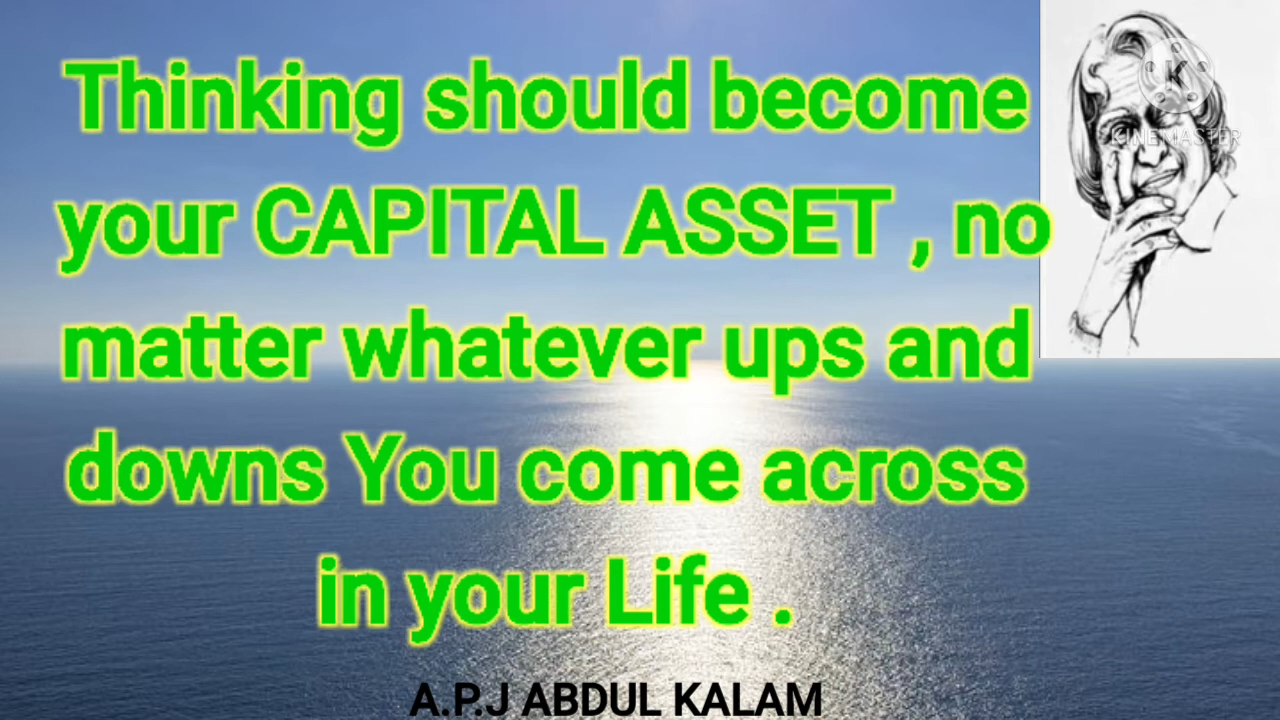 Thinking should become
your CAPITAL ASSET , no
matter whatever ups and
downs You come across
in your Life .
A.P.J ABDUL KALAM
K
KINEMASTER